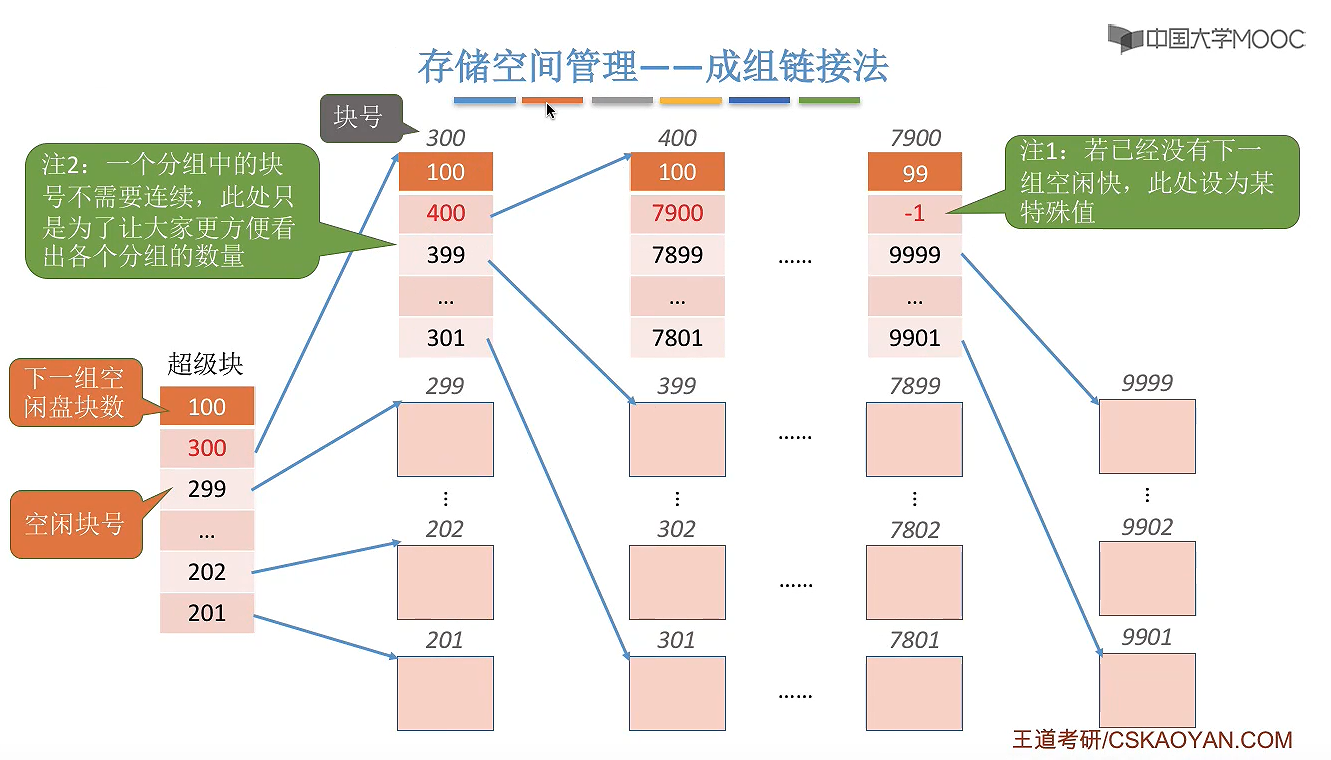 中国大学MOOC
存储空间管理——成组链接法
块号
300
400
7900
注2：一个分组中的块
号不需要连续，此处只
是为了让大家更方便看
出各个分组的数量
100
400
399
...
301
100
7900
7899
...
7801
......
99
-1
9999
...
9901
注1：若已经没有下一
组空闲快，此处设为某
特殊值
超级块
下一组空
闲盘块数
空闲块号
100
300
299
...
202
201
299
399
7899
9999
......
202
302
7802
9902
......
201
301
7801
9901
......
王道考研/CSKAOYAN.COM